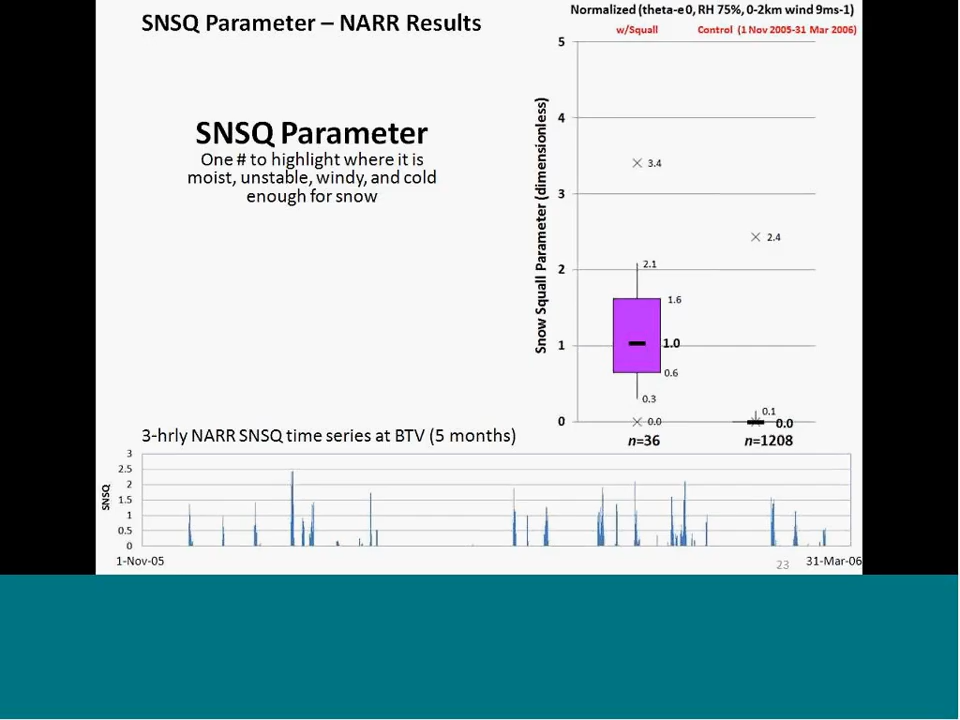 SNSQ Parameter – NARR Results
SNSQ Parameter
One # to highlight where it is
moist, unstable, windy, and cold
enough for snow
Normalized (theta-e 0, RH 75%, 0-2km wind 9ms-1)
w/Squall Control (1 Nov 2005-31 Mar 2006)
Snow Squall Parameter (dimensionless)
5
4
3
2
1
0
3.4
2.4
2.1
1.6
1.0
0.6
0.3
0.0
0.1
0.0
n=36 n=1208
3-hrly NARR SNSQ time series at BTV (5 months)
SNSQ
3
2.5
2
1.5
1
0.5
0
1-Nov-05 31-Mar-06
23